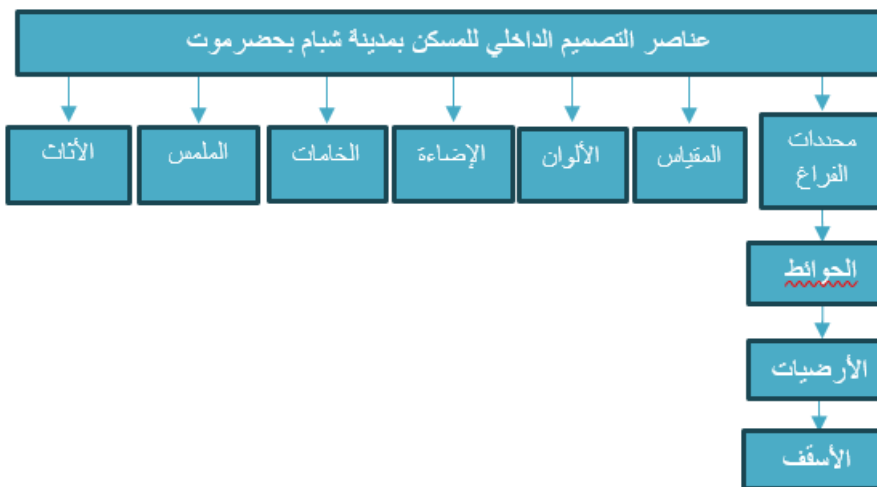 عناصر التصميم الداخلي للمسكن بمدينة شبام بحضرموت
محددات
الفراغ
المقياس
الألوان
الإضاءة
الخامات
الملمس
الأثاث
الحوائط
الأرضيات
الأسقف